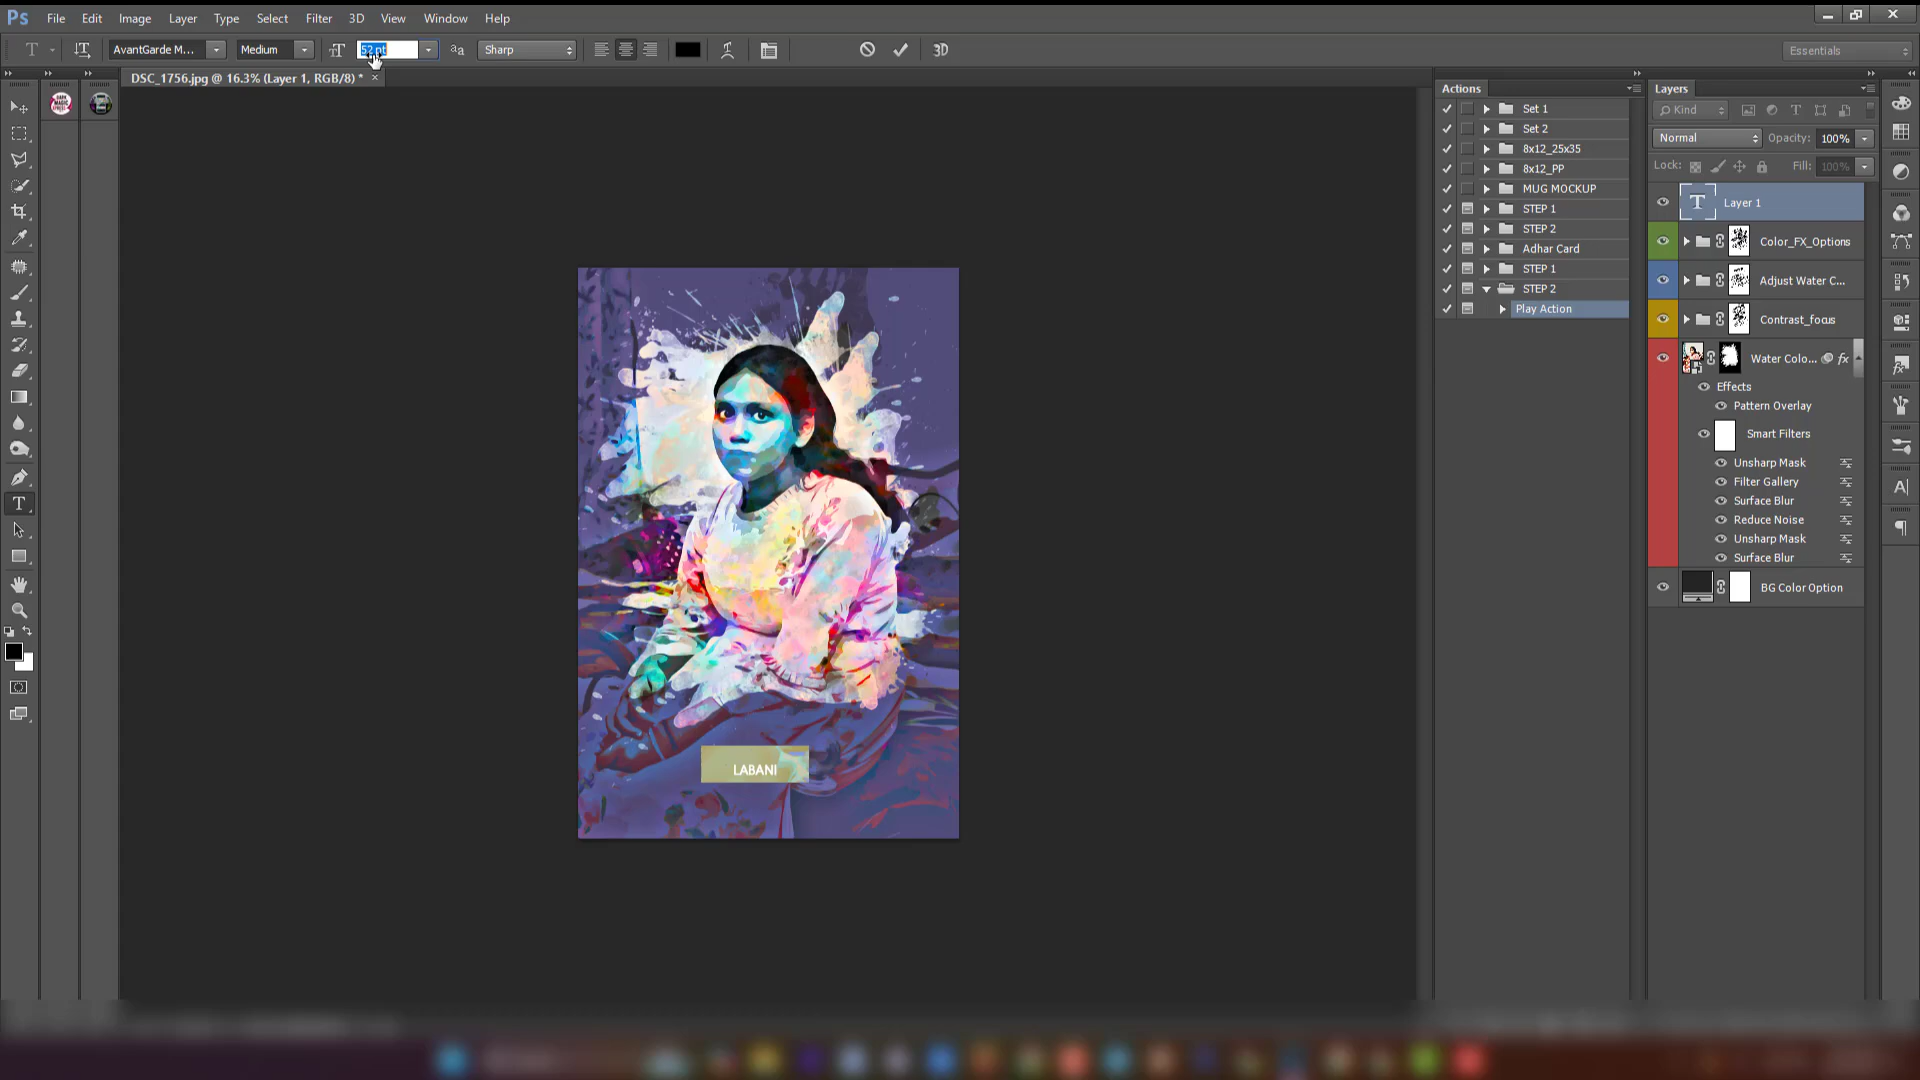 Ps File Edit Image Layer Type Select Filter 3D View Window Help
T AvantGarde M... Medium 52 pt Sharp 3D Essentials
DSC_1756.jpg @ 16.3% (Layer 1, RGB/8) * ×
Actions
Set 1
Set 2
8x12_25x35
8x12_PP
MUG MOCKUP
STEP 1
STEP 2
Adhar Card
STEP 1
STEP 2
Play Action
Layers
Kind
Normal Opacity: 100%
Lock: Fill: 100%
T Layer 1
Color_FX_Options
Adjust Water C...
Contrast_focus
Water Colo... fx
Effects
Pattern Overlay
Smart Filters
Unsharp Mask
Filter Gallery
Surface Blur
Reduce Noise
Unsharp Mask
Surface Blur
BG Color Option
LABANI